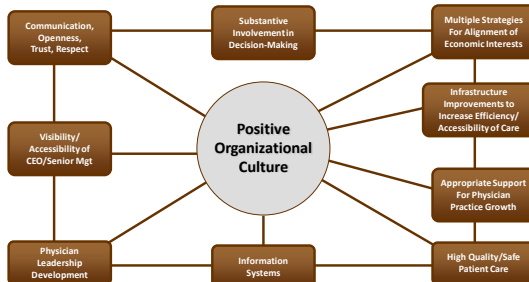 Communication,
Openness,
Trust, Respect
Substantive
Involvement in
Decision-Making
Multiple Strategies
For Alignment of
Economic Interests
Infrastructure
Improvements to
Increase Efficiency/
Accessibility of Care
Visibility/
Accessibility of
CEO/Senior Mgt
Positive
Organizational
Culture
Appropriate Support
For Physician
Practice Growth
Physician
Leadership
Development
Information
Systems
High Quality/Safe
Patient Care